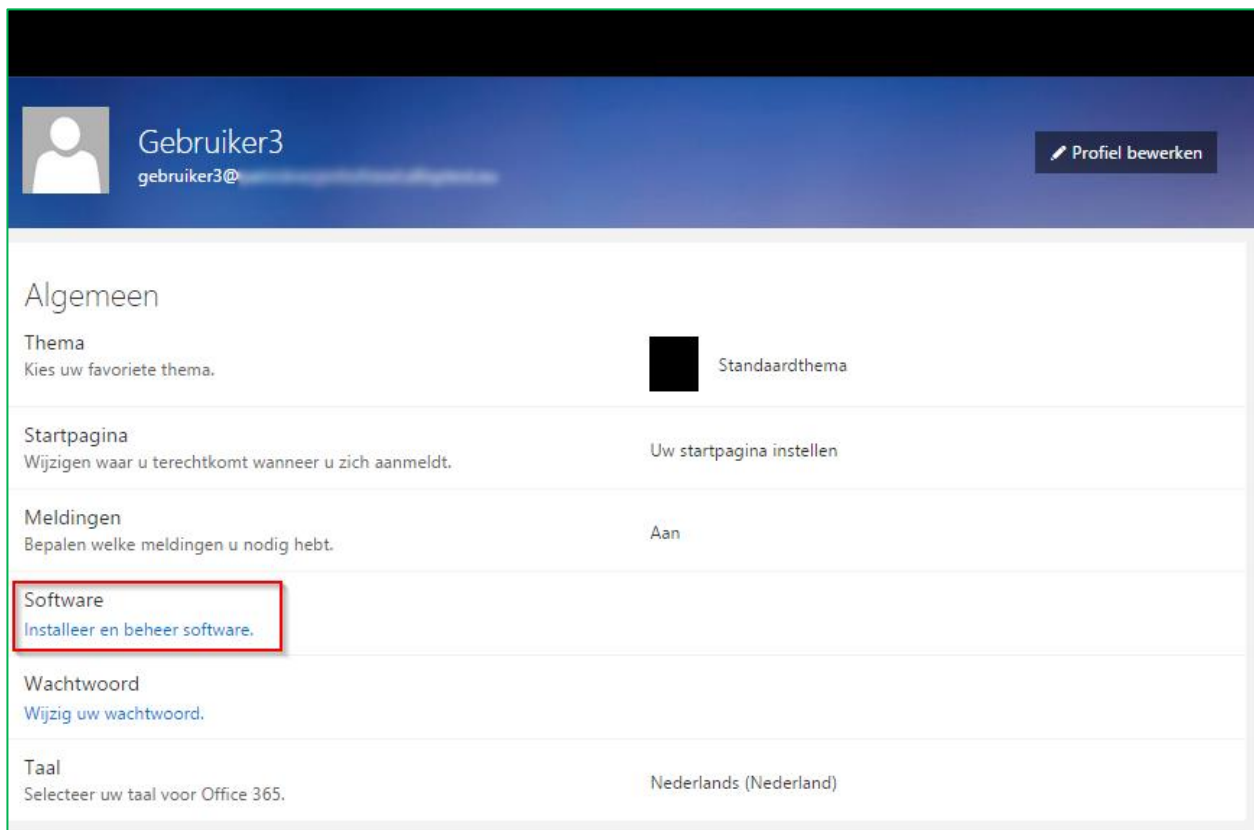 Gebruiker3
gebruiker3@
Profiel bewerken
Algemeen
Thema
Kies uw favoriete thema.
Standaardthema
Startpagina
Wijzigen waar u terechtkomt wanneer u zich aanmeldt.
Uw startpagina instellen
Meldingen
Bepalen welke meldingen u nodig hebt.
Aan
Software
Installeer en beheer software.
Wachtwoord
Wijzig uw wachtwoord.
Taal
Selecteer uw taal voor Office 365.
Nederlands (Nederland)